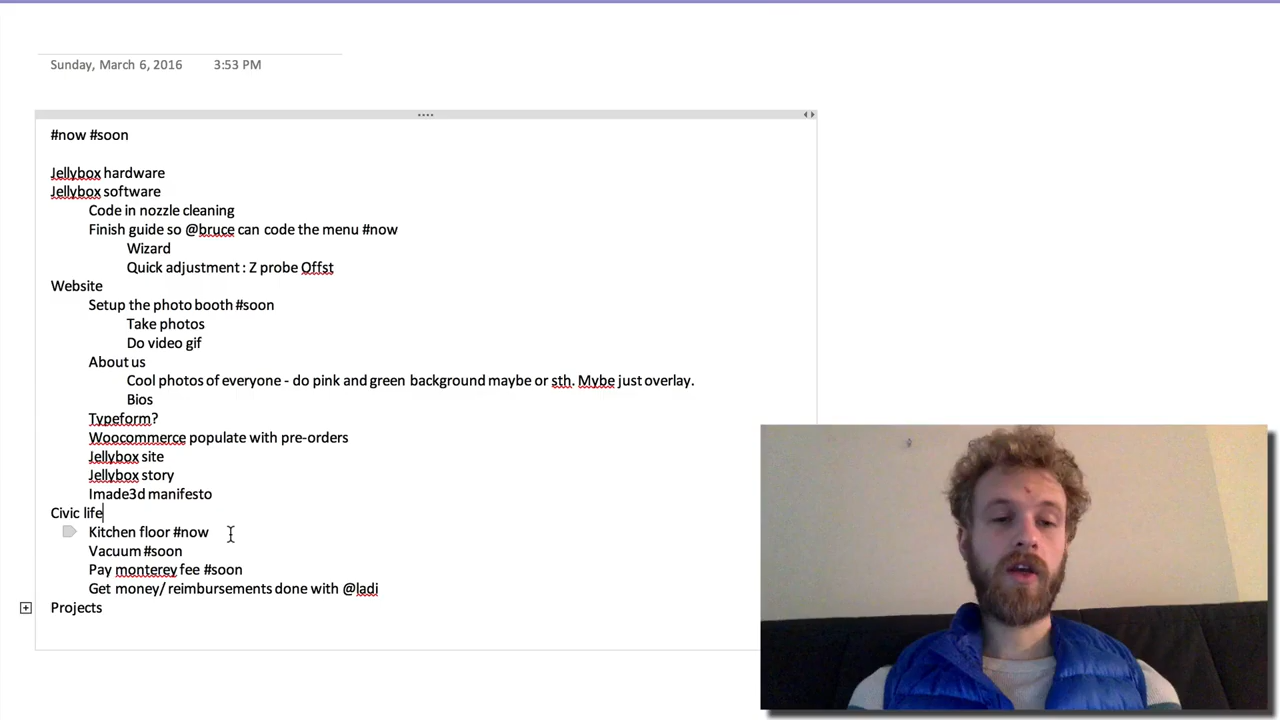 Sunday, March 6, 2016 3:53 PM
#now #soon
Jellybox hardware
Jellybox software
Code in nozzle cleaning
Finish guide so @bruce can code the menu #now
Wizard
Quick adjustment : Z probe Offst
Website
Setup the photo booth #soon
Take photos
Do video gif
About us
Cool photos of everyone - do pink and green background maybe or sth. Mybe just overlay.
Bios
Typeform?
Woocommerce populate with pre-orders
Jellybox site
Jellybox story
Imade3d manifesto
Civic life
Kitchen floor #now
Vacuum #soon
Pay monterey fee #soon
Get money/ reimbursements done with @ladi
Projects